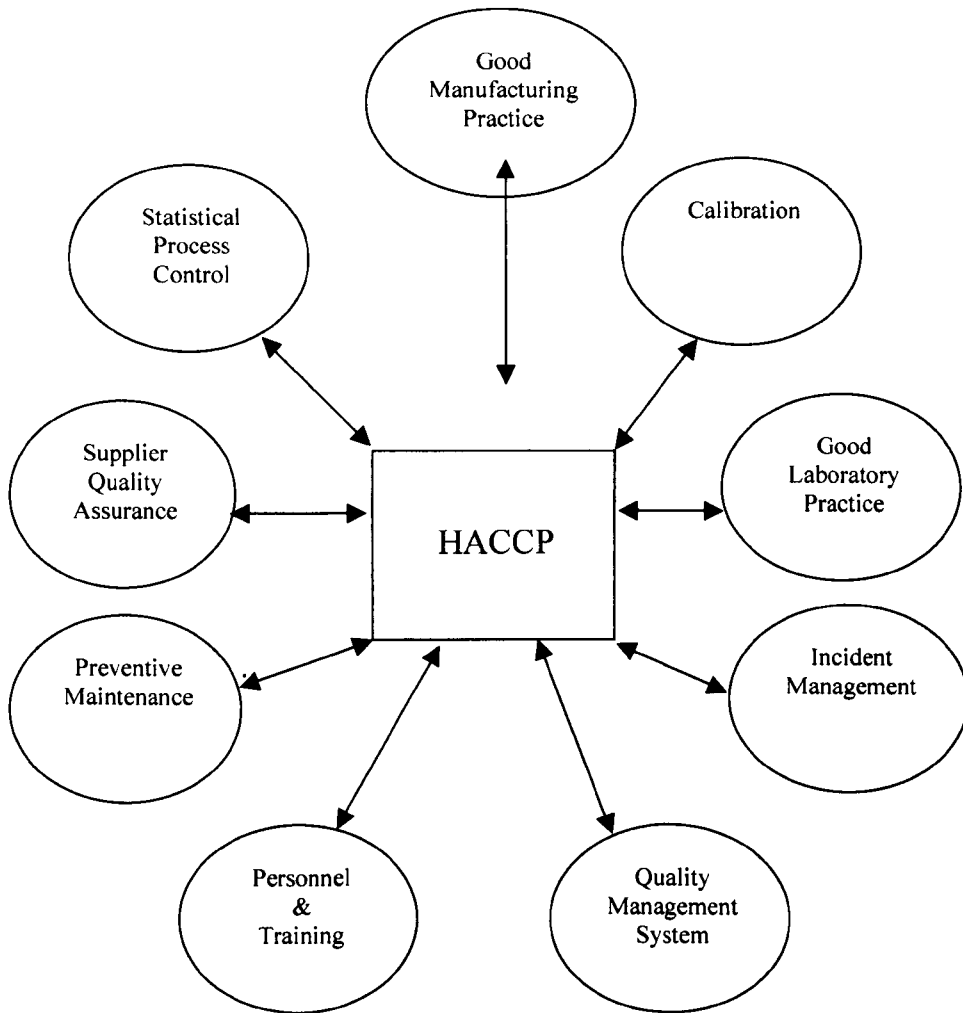 Good
Manufacturing
Practice
Statistical
Process
Control
Calibration
Supplier
Quality
Assurance
HACCP
Good
Laboratory
Practice
Preventive
Maintenance
Incident
Management
Personnel
&
Training
Quality
Management
System